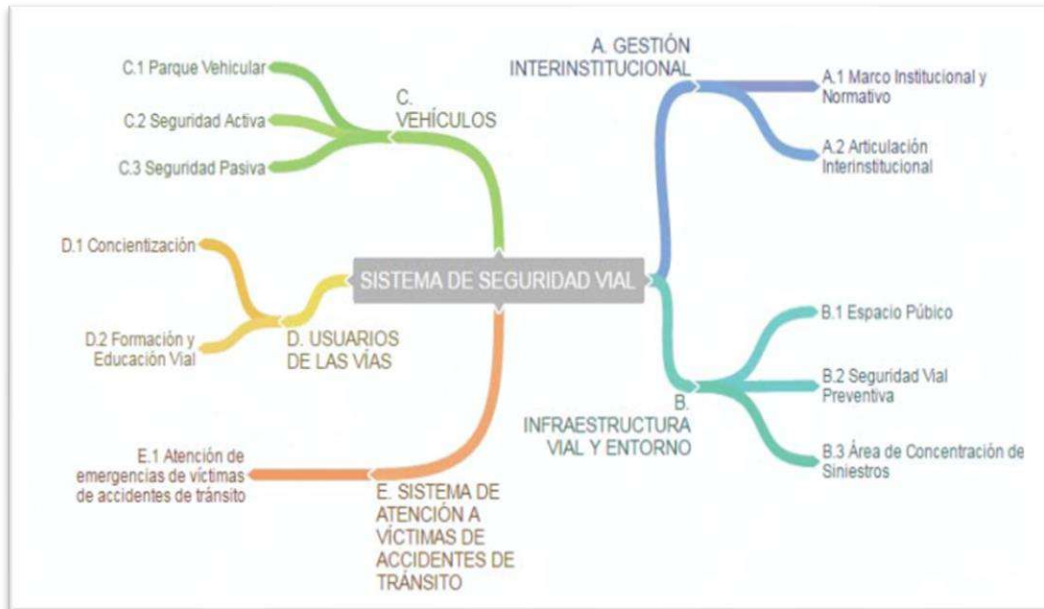 SISTEMA DE SEGURIDAD VIAL
A. GESTIÓN
INTERINSTITUCIONAL
A.1 Marco Institucional y
Normativo
A.2 Articulación
Interinstitucional
B.
INFRAESTRUCTURA
VIAL Y ENTORNO
B.1 Espacio Púbico
B.2 Seguridad Vial
Preventiva
B.3 Área de Concentración de
Siniestros
C.
VEHÍCULOS
C.1 Parque Vehicular
C.2 Seguridad Activa
C.3 Seguridad Pasiva
D. USUARIOS
DE LAS VÍAS
D.1 Concientización
D.2 Formación y
Educación Vial
E. SISTEMA DE
ATENCIÓN A
VÍCTIMAS DE
ACCIDENTES DE
TRÁNSITO
E.1 Atención de
emergencias de víctimas
de accidentes de tránsito